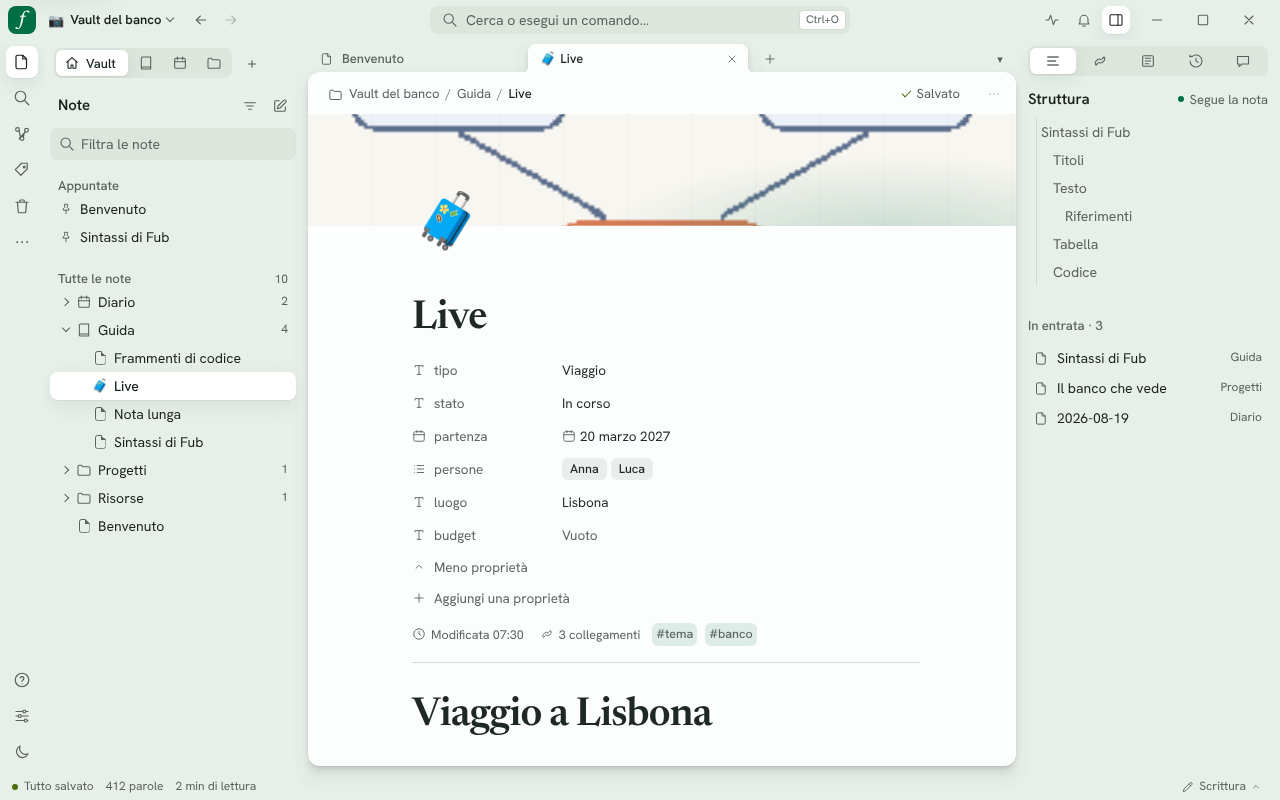 Vault del banco
Cerca o esegui un comando…
Ctrl+O
Vault
Benvenuto
Live
Note
Filtra le note
Appuntate
Benvenuto
Sintassi di Fub
Tutte le note 10
Diario 2
Guida 4
Frammenti di codice
Live
Nota lunga
Sintassi di Fub
Progetti 1
Risorse 1
Benvenuto
Vault del banco / Guida / Live
Salvato
Live
tipo Viaggio
stato In corso
partenza 20 marzo 2027
persone Anna Luca
luogo Lisbona
budget Vuoto
Meno proprietà
Aggiungi una proprietà
Modificata 07:30 3 collegamenti #tema #banco
Viaggio a Lisbona
Struttura Segue la nota
Sintassi di Fub
Titoli
Testo
Riferimenti
Tabella
Codice
In entrata · 3
Sintassi di Fub Guida
Il banco che vede Progetti
2026-08-19 Diario
Tutto salvato 412 parole 2 min di lettura
Scrittura